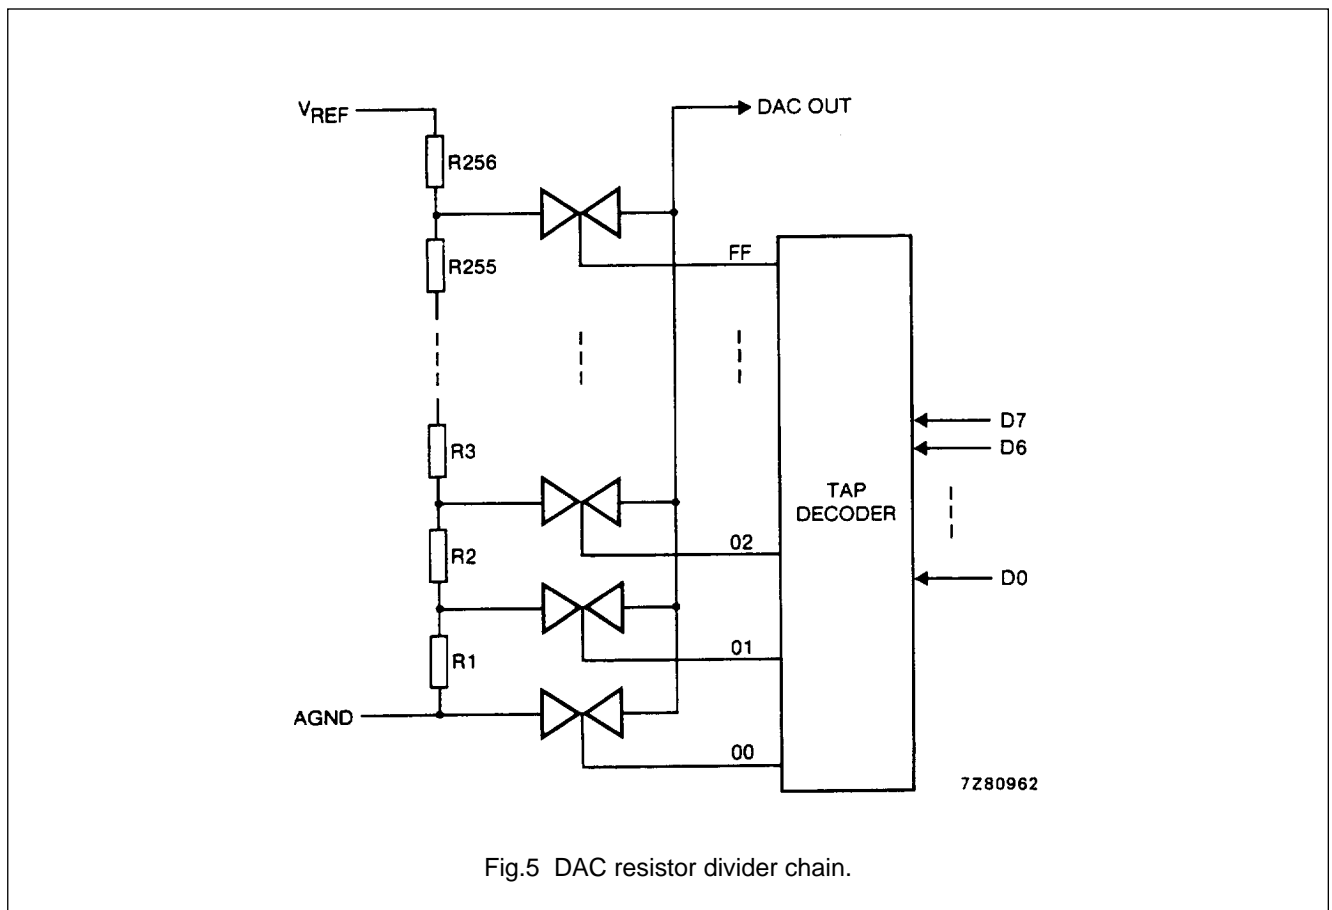 VREF
DAC OUT
R256
FF
R255
D7
D6
R3
TAP
DECODER
02
R2
D0
01
R1
AGND
00
7Z80962
Fig.5 DAC resistor divider chain.